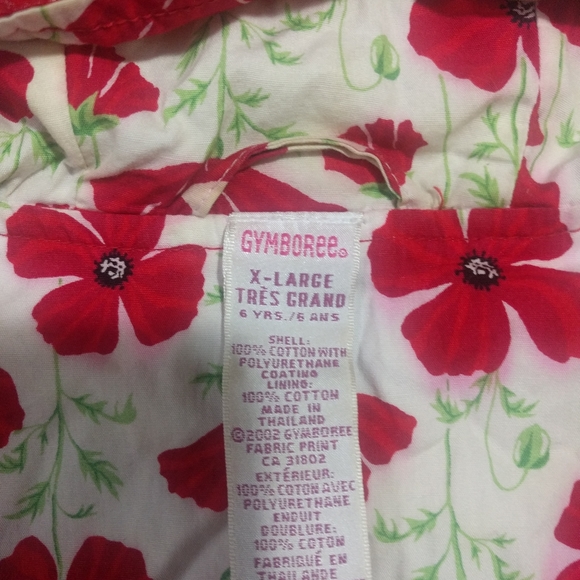 GYMBORee®
X-LARGE
TRÈS GRAND
6 YRS./6 ANS
SHELL:
100% COTTON WITH
POLYURETHANE
COATING
LINING:
100% COTTON
MADE IN
THAILAND
©2002 GYMBOREE
FABRIC PRINT
CA 31802
EXTÉRIEUR:
100% COTON AVEC
POLYURETHANE
ENDUIT
DOUBLURE:
100% COTON
FABRIQUÉ EN
THAILANDE